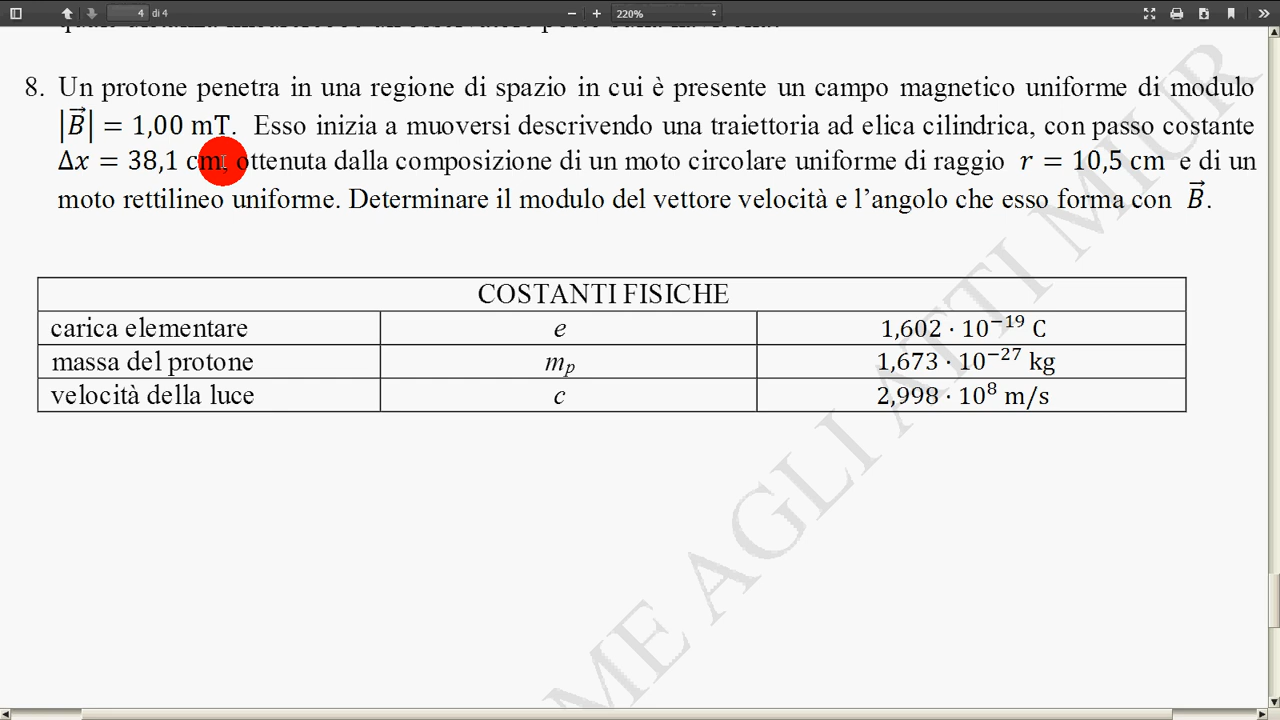 4 di 4 220%
8. Un protone penetra in una regione di spazio in cui è presente un campo magnetico uniforme di modulo
|B⃗| = 1,00 mT. Esso inizia a muoversi descrivendo una traiettoria ad elica cilindrica, con passo costante
Δx = 38,1 cm, ottenuta dalla composizione di un moto circolare uniforme di raggio r = 10,5 cm e di un
moto rettilineo uniforme. Determinare il modulo del vettore velocità e l’angolo che esso forma con B⃗.
COSTANTI FISICHE
carica elementare e 1,602 · 10⁻¹⁹ C
massa del protone mₚ 1,673 · 10⁻²⁷ kg
velocità della luce c 2,998 · 10⁸ m/s
ME AGLI ATTI MIUR